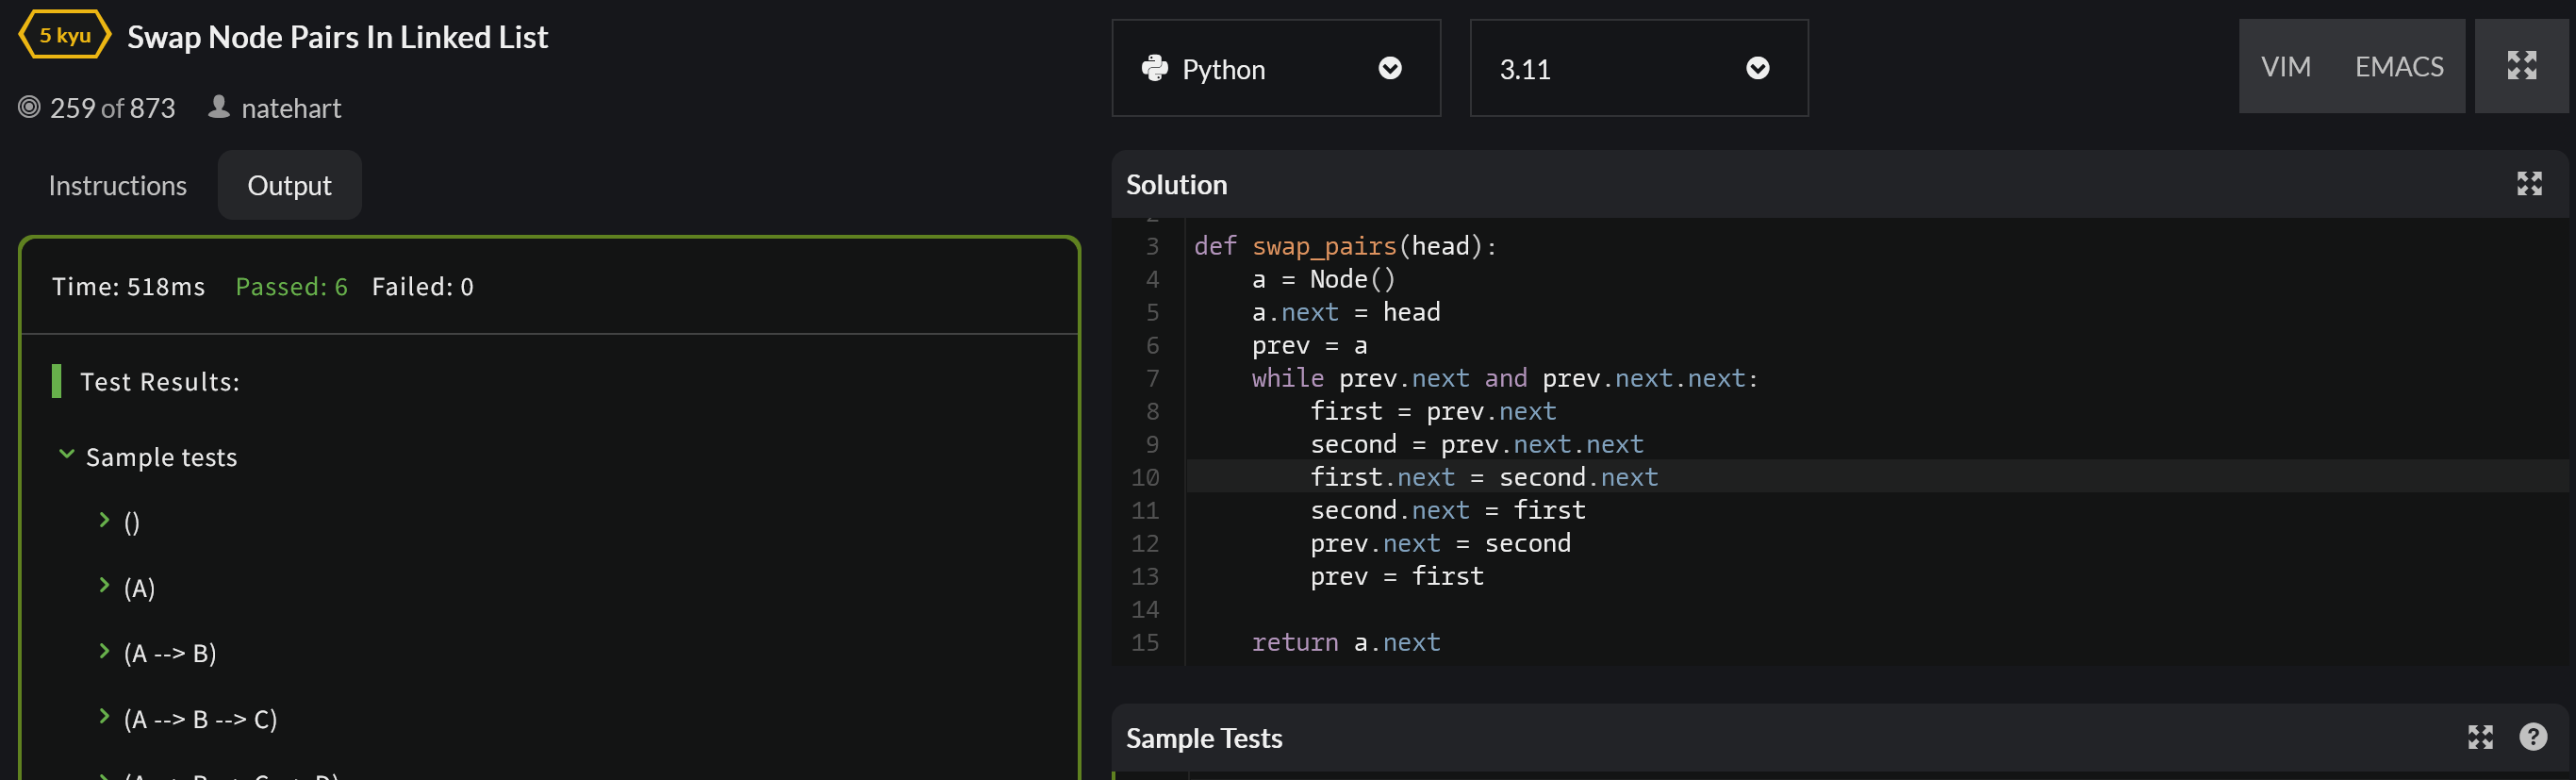 5 kyu Swap Node Pairs In Linked List
259 of 873 natehart
Instructions Output
Time: 518ms Passed: 6 Failed: 0
Test Results:
Sample tests
()
(A)
(A --> B)
(A --> B --> C)
Python 3.11 VIM EMACS
Solution
3 def swap_pairs(head):
4 a = Node()
5 a.next = head
6 prev = a
7 while prev.next and prev.next.next:
8 first = prev.next
9 second = prev.next.next
10 first.next = second.next
11 second.next = first
12 prev.next = second
13 prev = first
14
15 return a.next
Sample Tests ?